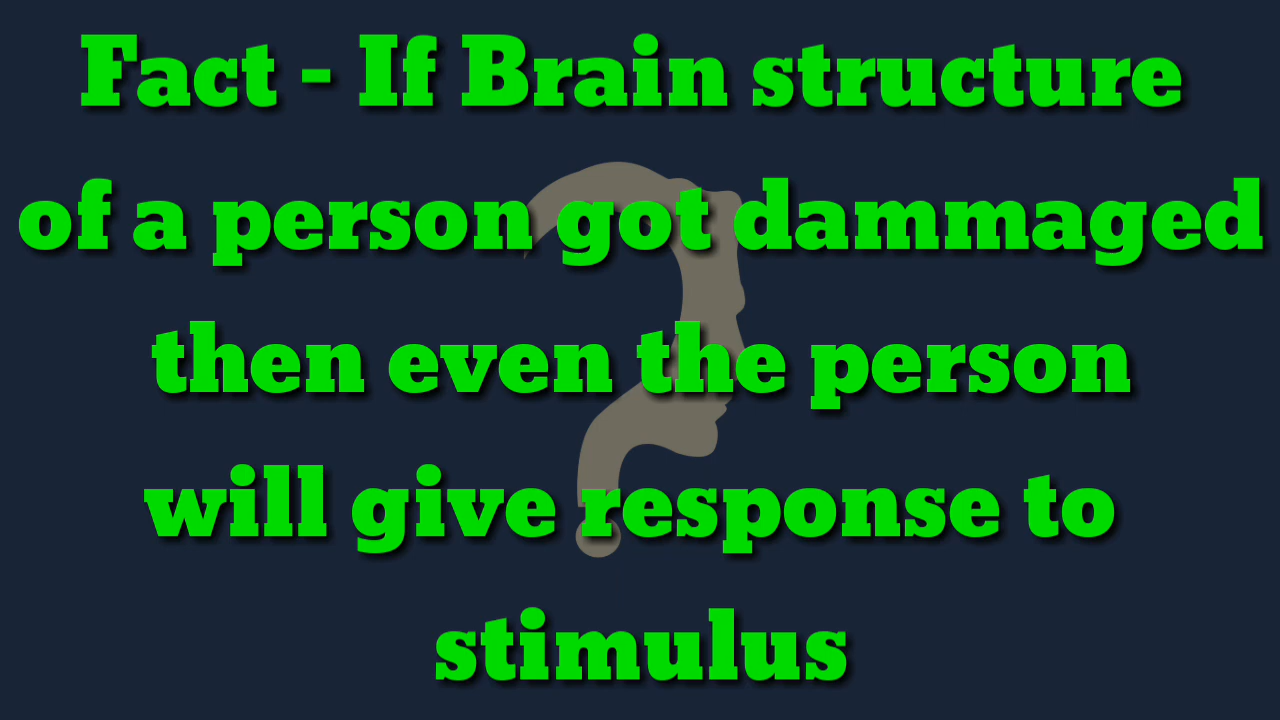 Fact - If Brain structure
of a person got dammaged
then even the person
will give response to
stimulus